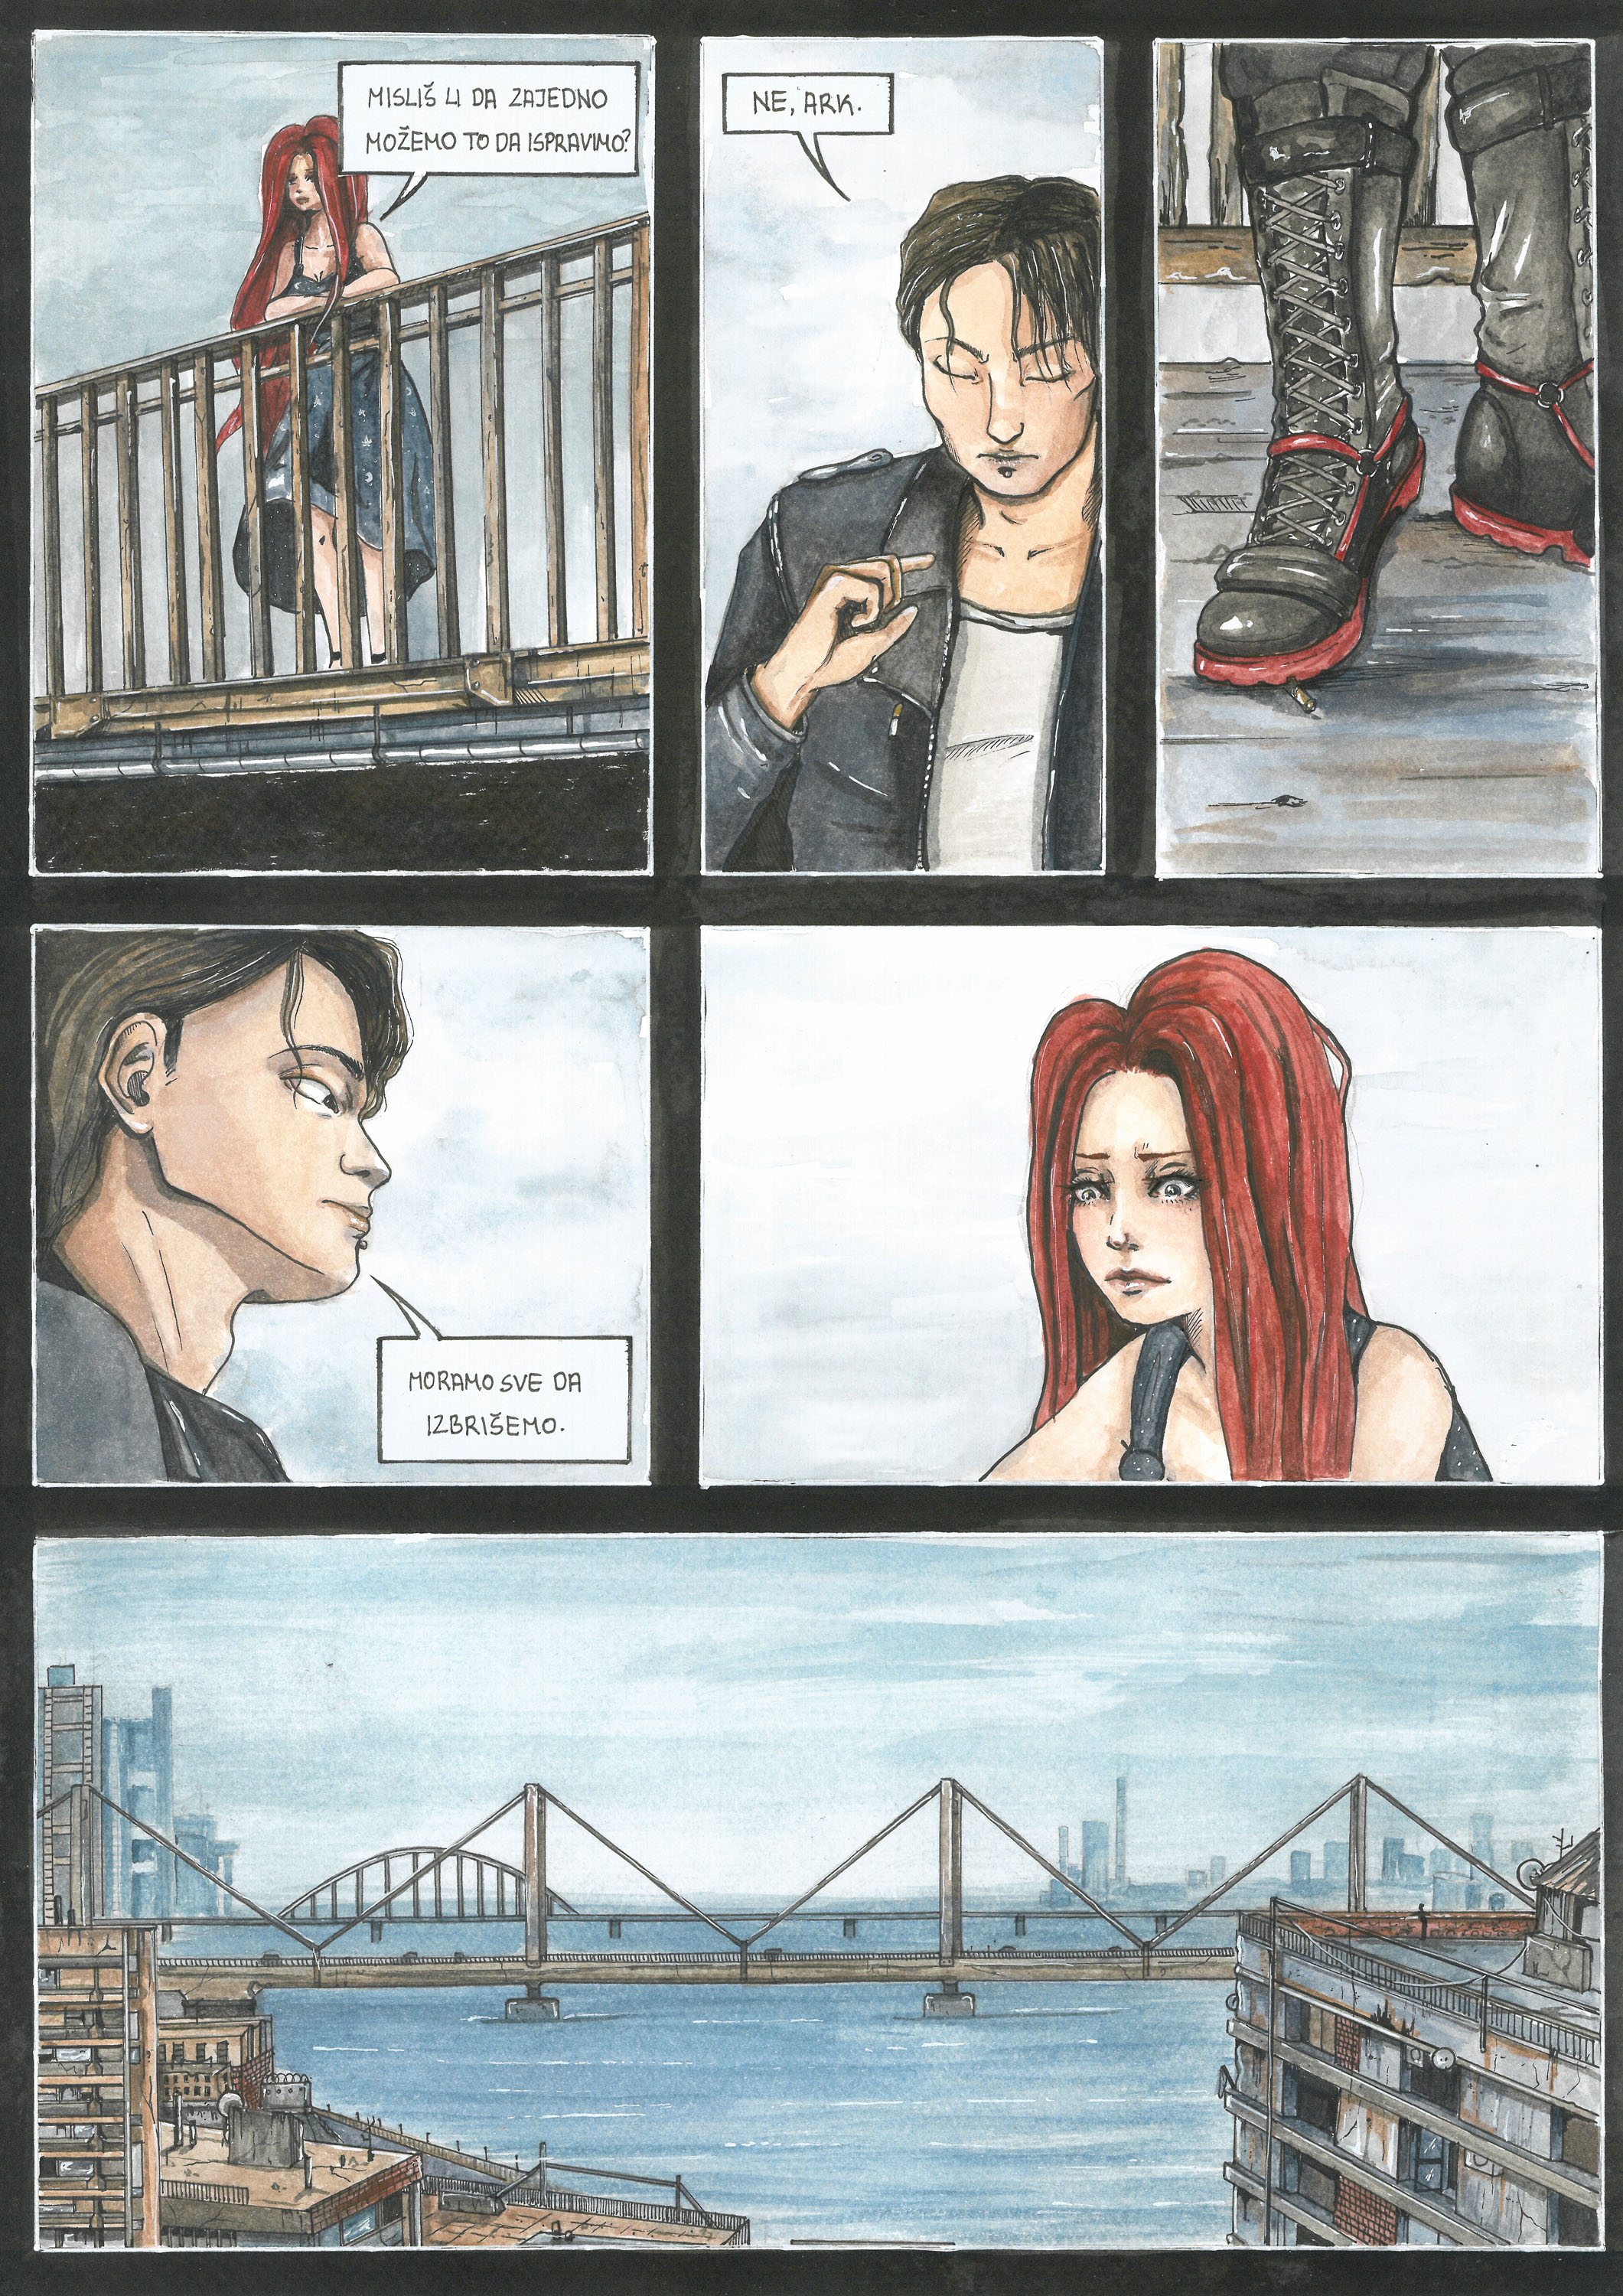 MISLIŠ LI DA ZAJEDNO
MOŽEMO TO DA ISPRAVIMO?
NE, ARK.
MORAMO SVE DA
IZBRIŠEMO.